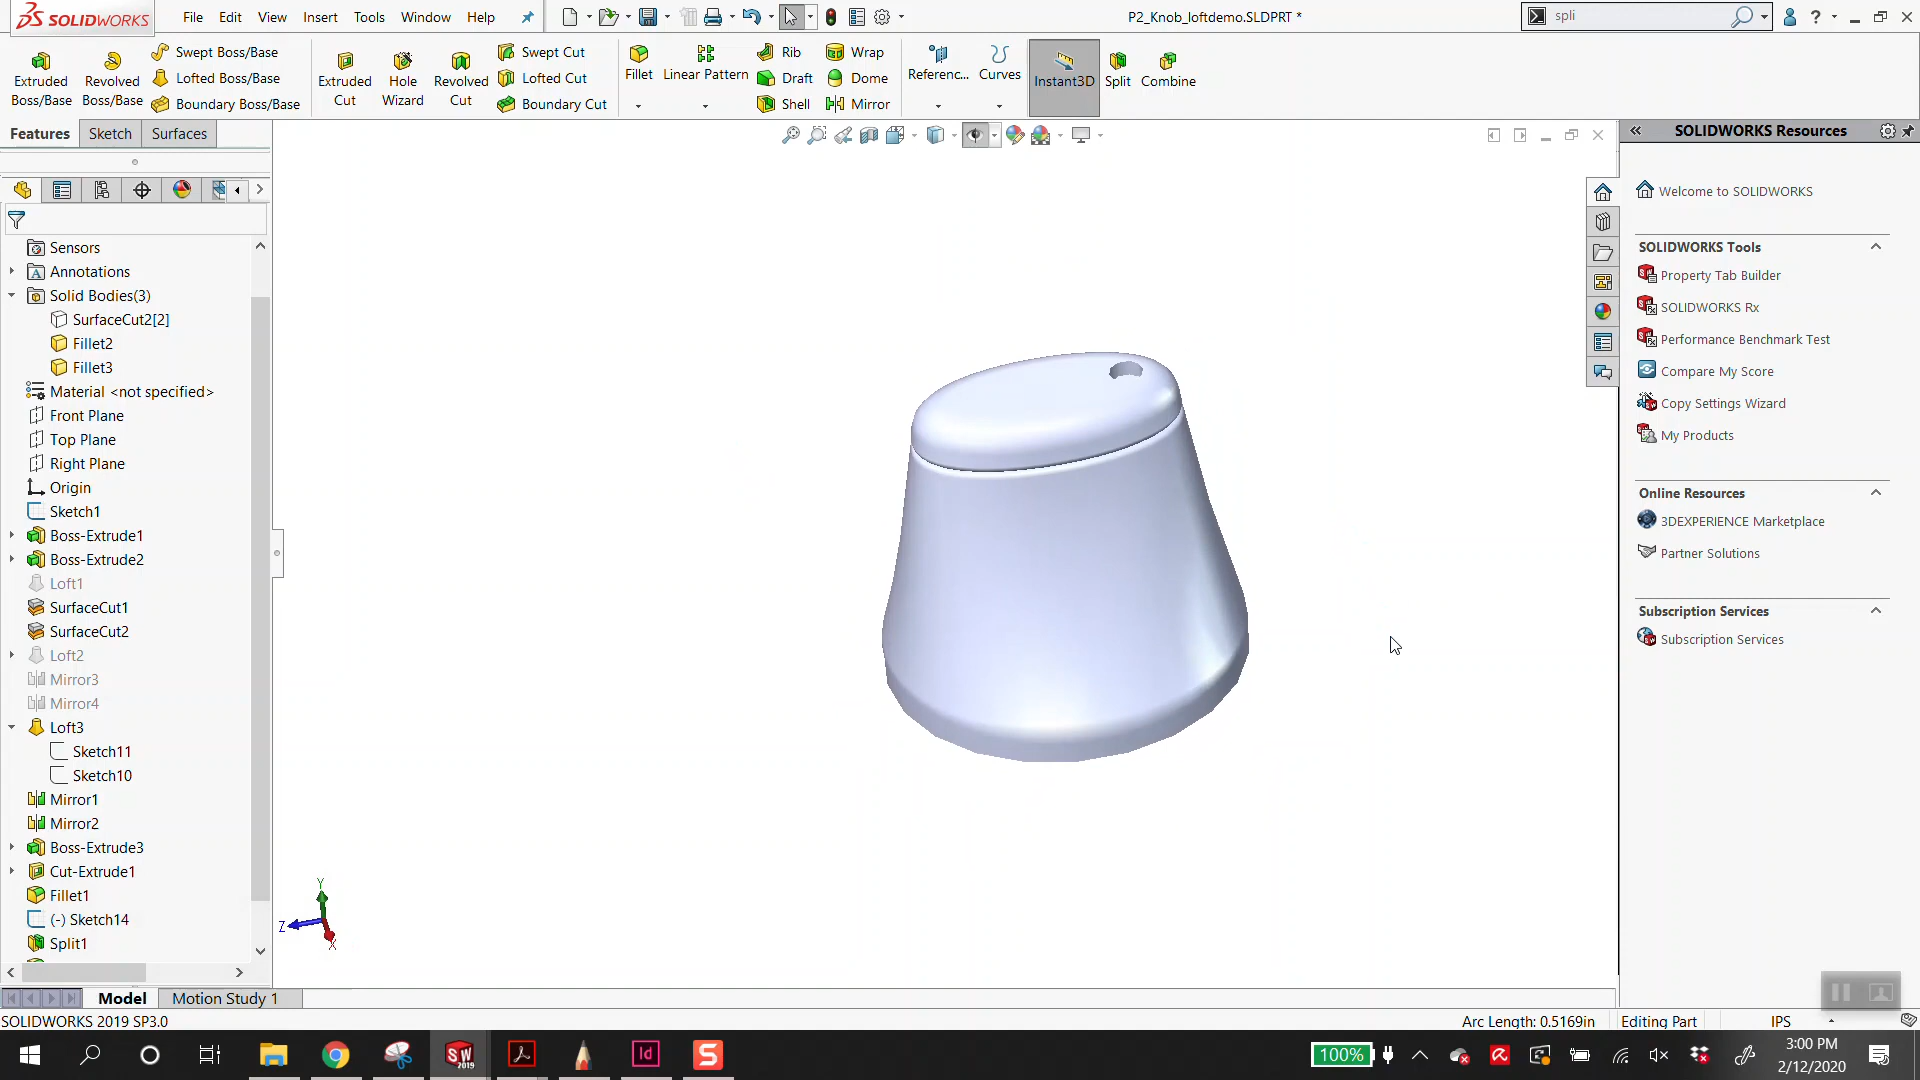 SOLIDWORKS File Edit View Insert Tools Window Help P2_Knob_loftdemo.SLDPRT * spli
Extruded Boss/Base
Revolved Boss/Base
Swept Boss/Base
Lofted Boss/Base
Boundary Boss/Base
Extruded Cut
Hole Wizard
Revolved Cut
Swept Cut
Lofted Cut
Boundary Cut
Fillet
Linear Pattern
Rib
Draft
Shell
Wrap
Dome
Mirror
Referenc...
Curves
Instant3D
Split
Combine
Features Sketch Surfaces
Sensors
Annotations
Solid Bodies(3)
SurfaceCut2[2]
Fillet2
Fillet3
Material <not specified>
Front Plane
Top Plane
Right Plane
Origin
Sketch1
Boss-Extrude1
Boss-Extrude2
Loft1
SurfaceCut1
SurfaceCut2
Loft2
Mirror3
Mirror4
Loft3
Sketch11
Sketch10
Mirror1
Mirror2
Boss-Extrude3
Cut-Extrude1
Fillet1
(-) Sketch14
Split1
Y
Z
X
SOLIDWORKS Resources
Welcome to SOLIDWORKS
SOLIDWORKS Tools
Property Tab Builder
SOLIDWORKS Rx
Performance Benchmark Test
Compare My Score
Copy Settings Wizard
My Products
Online Resources
3DEXPERIENCE Marketplace
Partner Solutions
Subscription Services
Subscription Services
Model Motion Study 1
SOLIDWORKS 2019 SP3.0 Arc Length: 0.5169in Editing Part IPS
SW 2019 Id S 100% 3:00 PM
2/12/2020